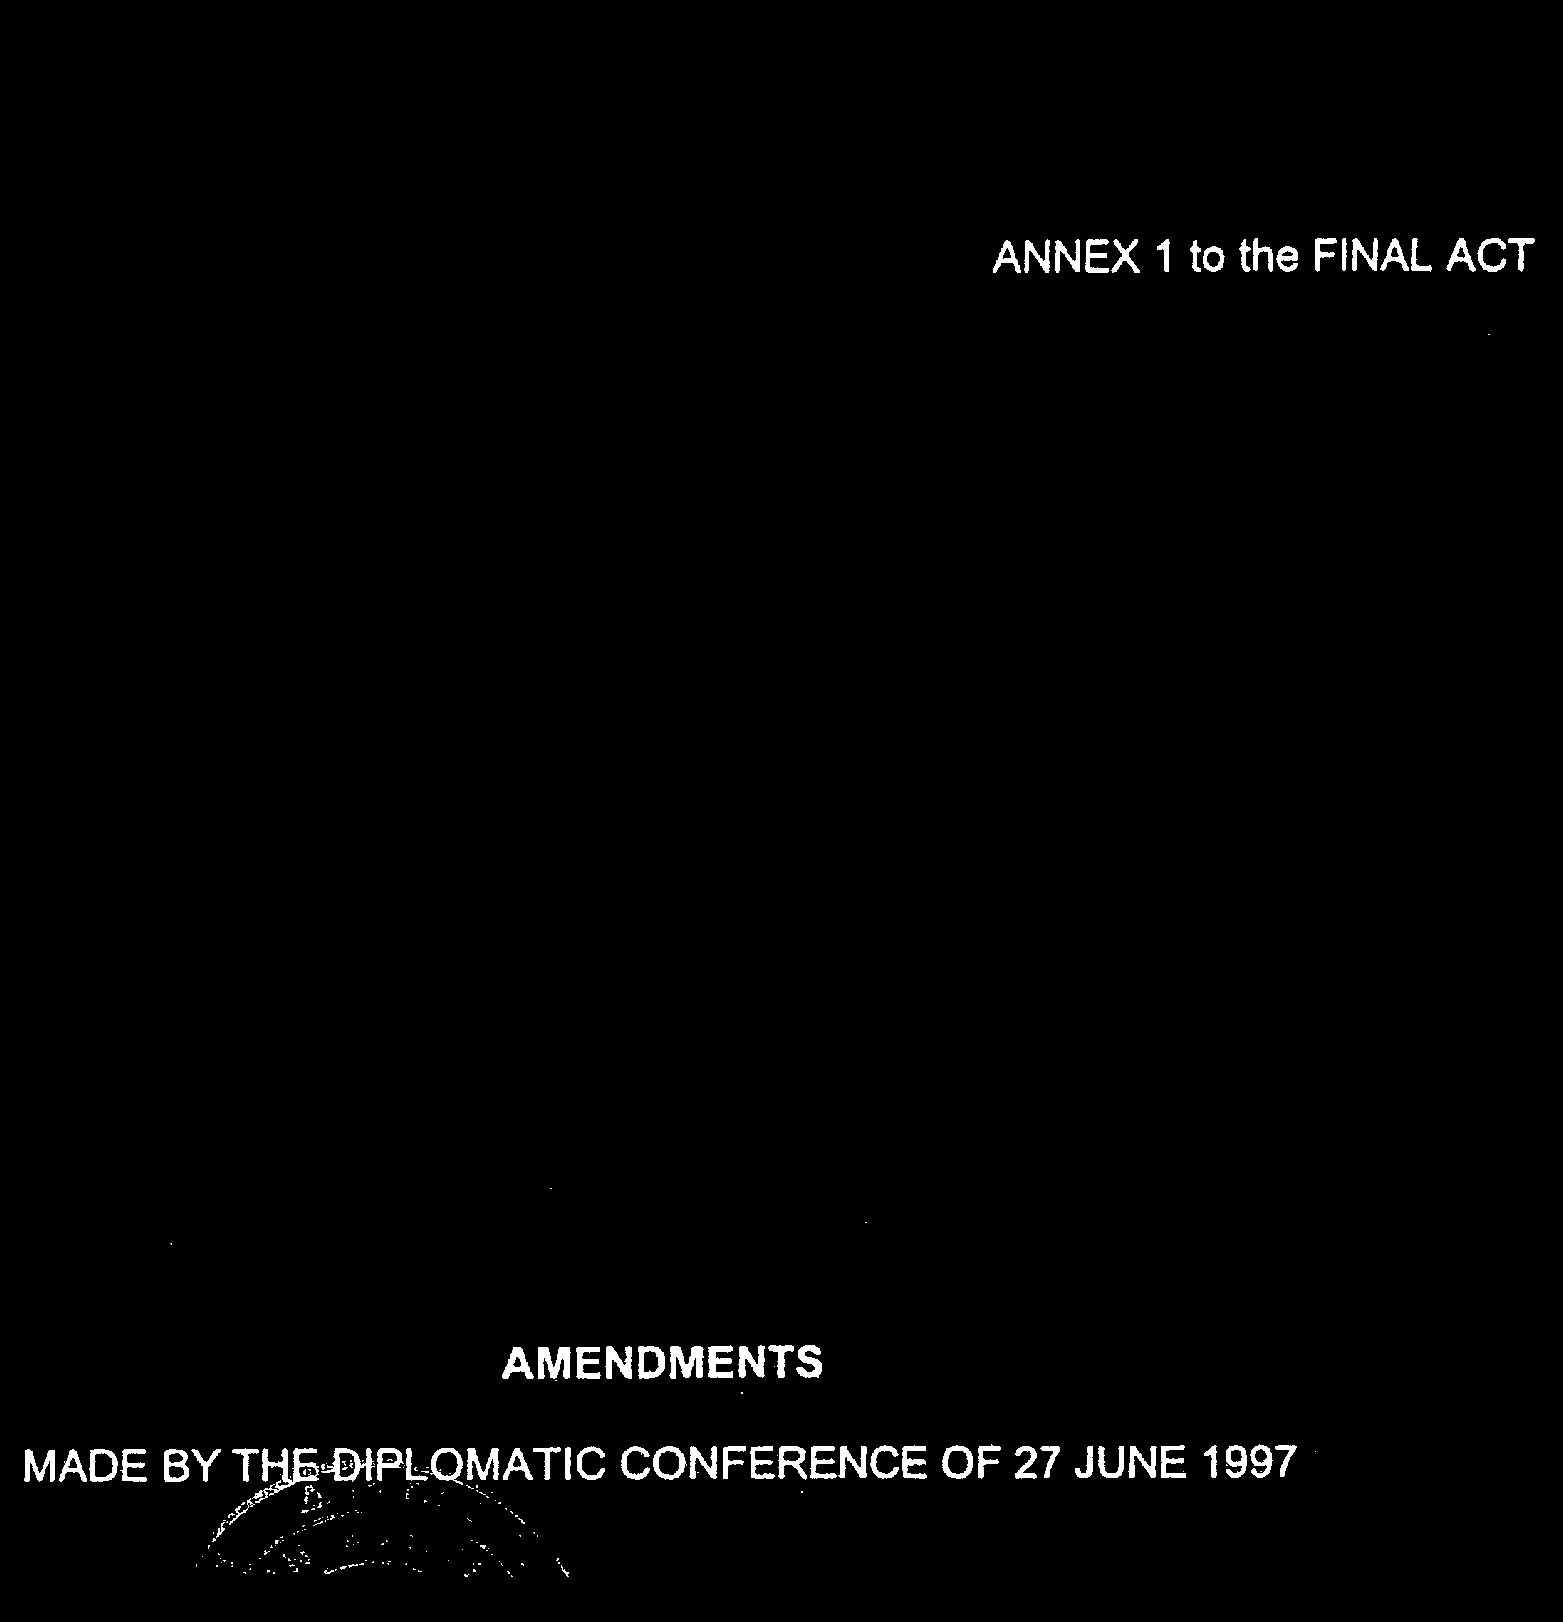 ANNEX 1 to the FINAL ACT
AMENDMENTS
MADE BY THE DIPLOMATIC CONFERENCE OF 27 JUNE 1997